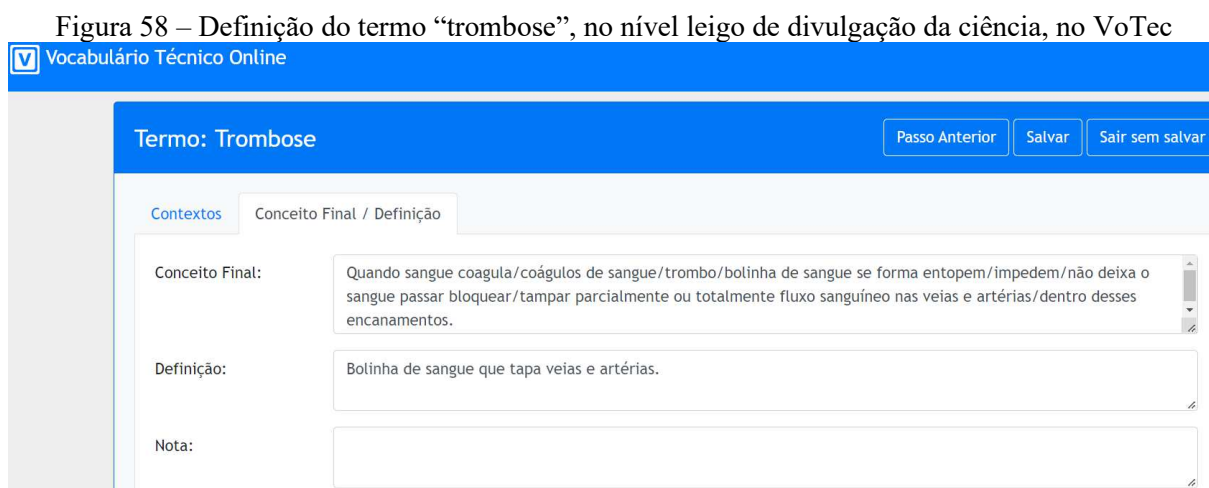 Figura 58 – Definição do termo “trombose”, no nível leigo de divulgação da ciência, no VoTec
V Vocabulário Técnico Online
Termo: Trombose Passo Anterior Salvar Sair sem salvar
Contextos Conceito Final / Definição
Conceito Final: Quando sangue coagula/coágulos de sangue/trombo/bolinha de sangue se forma entopem/impedem/não deixa o
sangue passar bloquear/tampar parcialmente ou totalmente fluxo sanguíneo nas veias e artérias/dentro desses
encanamentos.
Definição: Bolinha de sangue que tapa veias e artérias.
Nota: